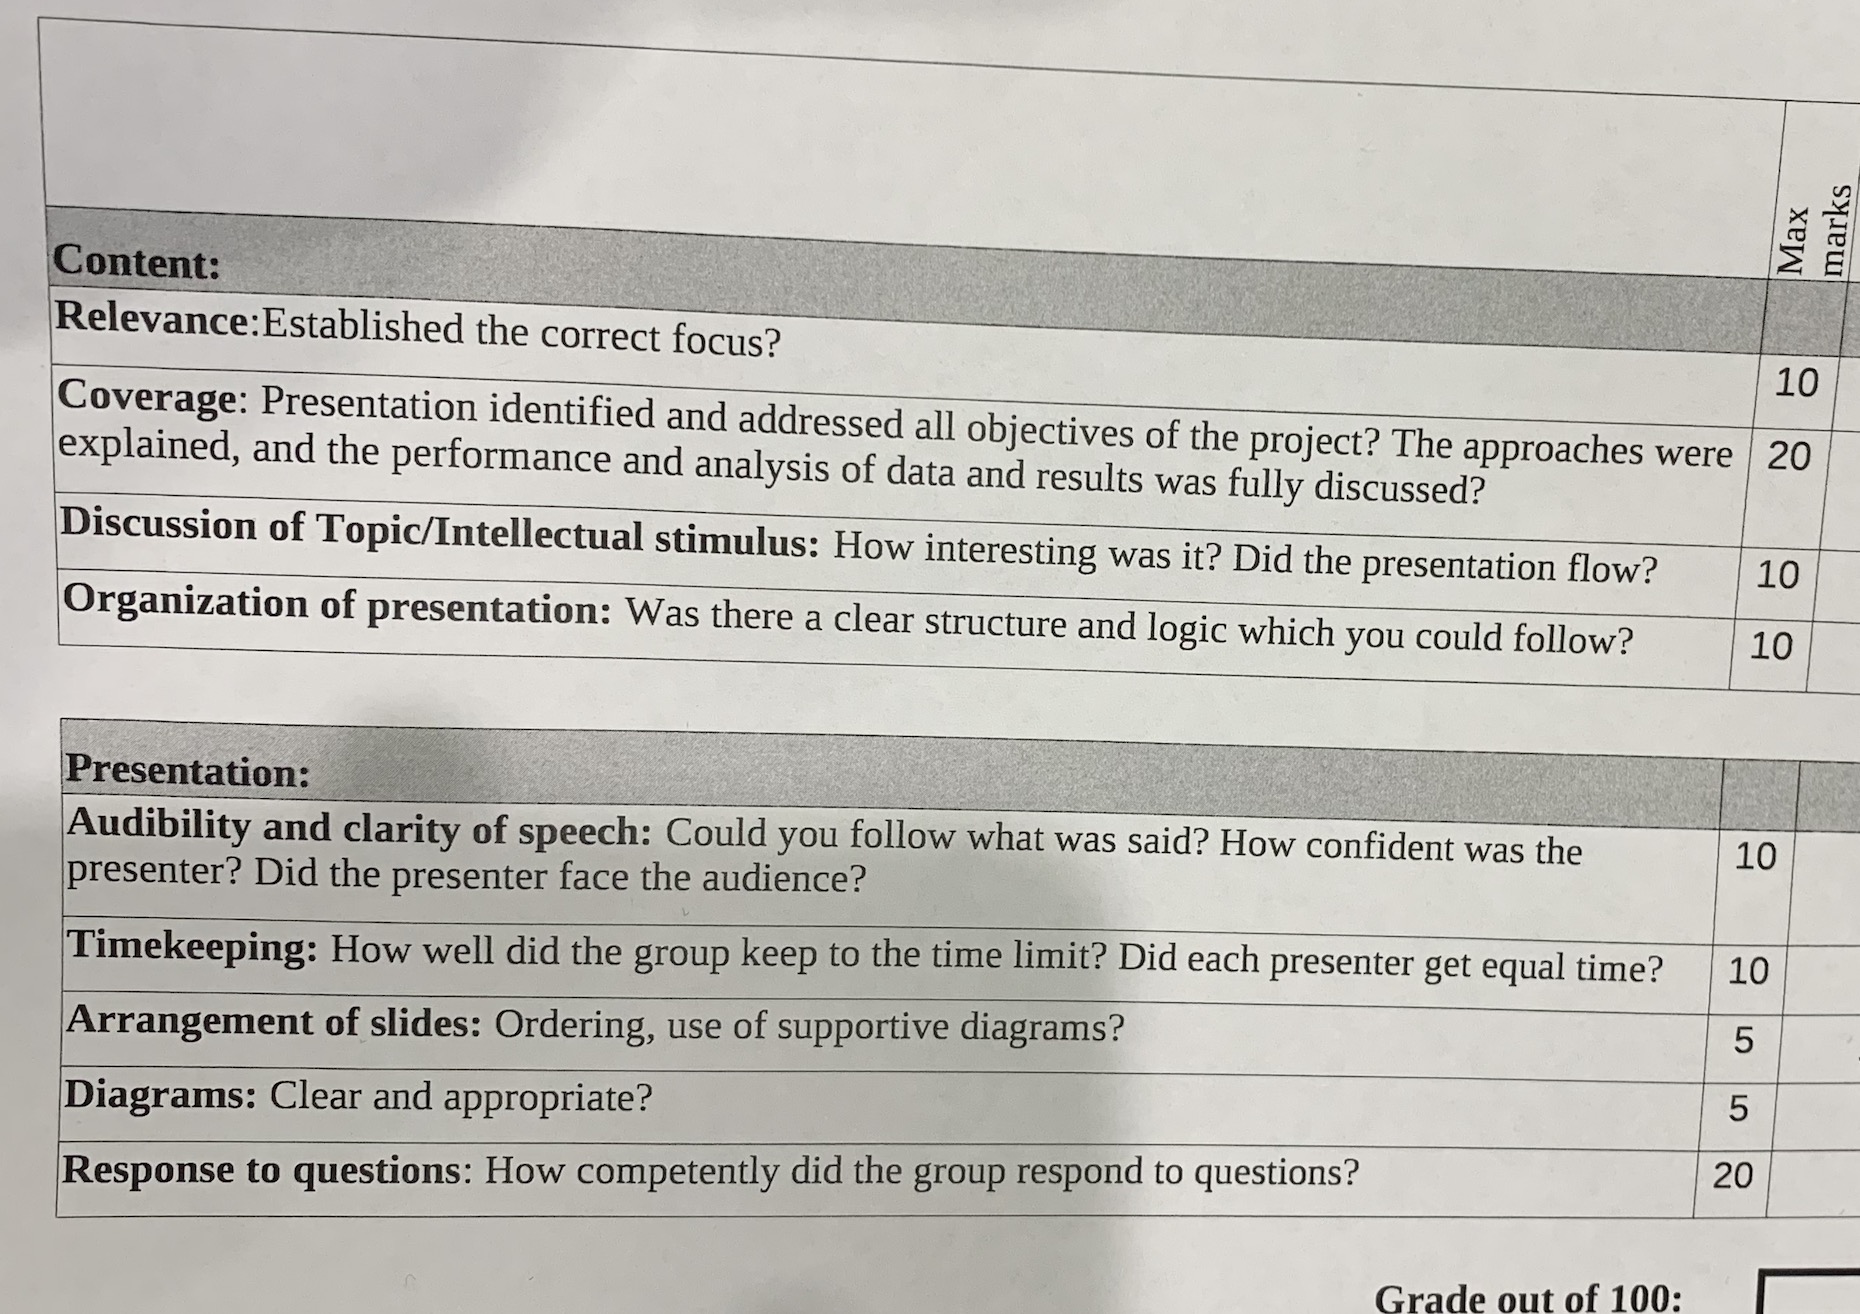 Max
marks
Content:
Relevance:Established the correct focus?
10
Coverage: Presentation identified and addressed all objectives of the project? The approaches were
explained, and the performance and analysis of data and results was fully discussed?
20
Discussion of Topic/Intellectual stimulus: How interesting was it? Did the presentation flow?
10
Organization of presentation: Was there a clear structure and logic which you could follow?
10
Presentation:
Audibility and clarity of speech: Could you follow what was said? How confident was the
presenter? Did the presenter face the audience?
10
Timekeeping: How well did the group keep to the time limit? Did each presenter get equal time?
10
Arrangement of slides: Ordering, use of supportive diagrams?
5
Diagrams: Clear and appropriate?
5
Response to questions: How competently did the group respond to questions?
20
Grade out of 100: